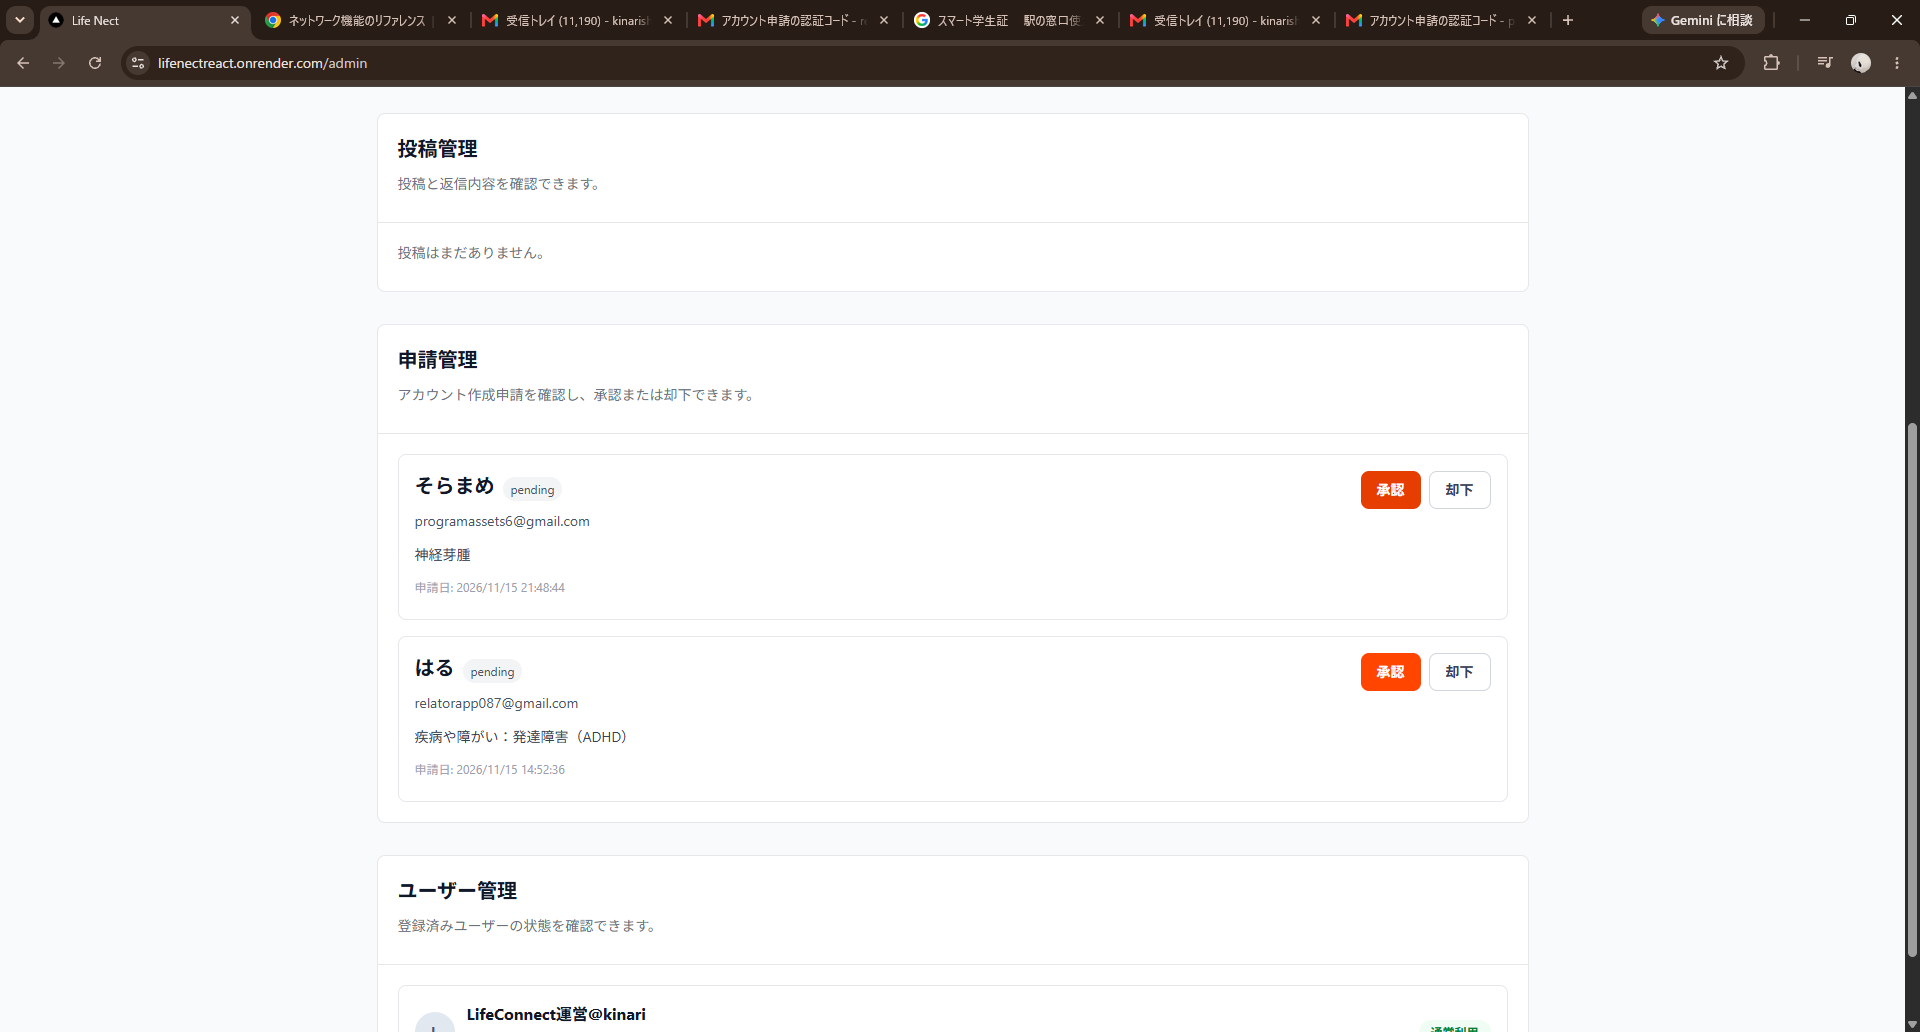 Life Nect
ネットワーク機能のリファレンス
受信トレイ (11,190) - kinarish
アカウント申請の認証コード - re
スマート学生証 駅の窓口使
受信トレイ (11,190) - kinarish
アカウント申請の認証コード - p
Gemini に相談
lifenectreact.onrender.com/admin
投稿管理
投稿と返信内容を確認できます。
投稿はまだありません。
申請管理
アカウント作成申請を確認し、承認または却下できます。
そらまめ pending 承認 却下
programassets6@gmail.com
神経芽腫
申請日: 2026/11/15 21:48:44
はる pending 承認 却下
relatorapp087@gmail.com
疾病や障がい：発達障害（ADHD）
申請日: 2026/11/15 14:52:36
ユーザー管理
登録済みユーザーの状態を確認できます。
LifeConnect運営@kinari
通常利用